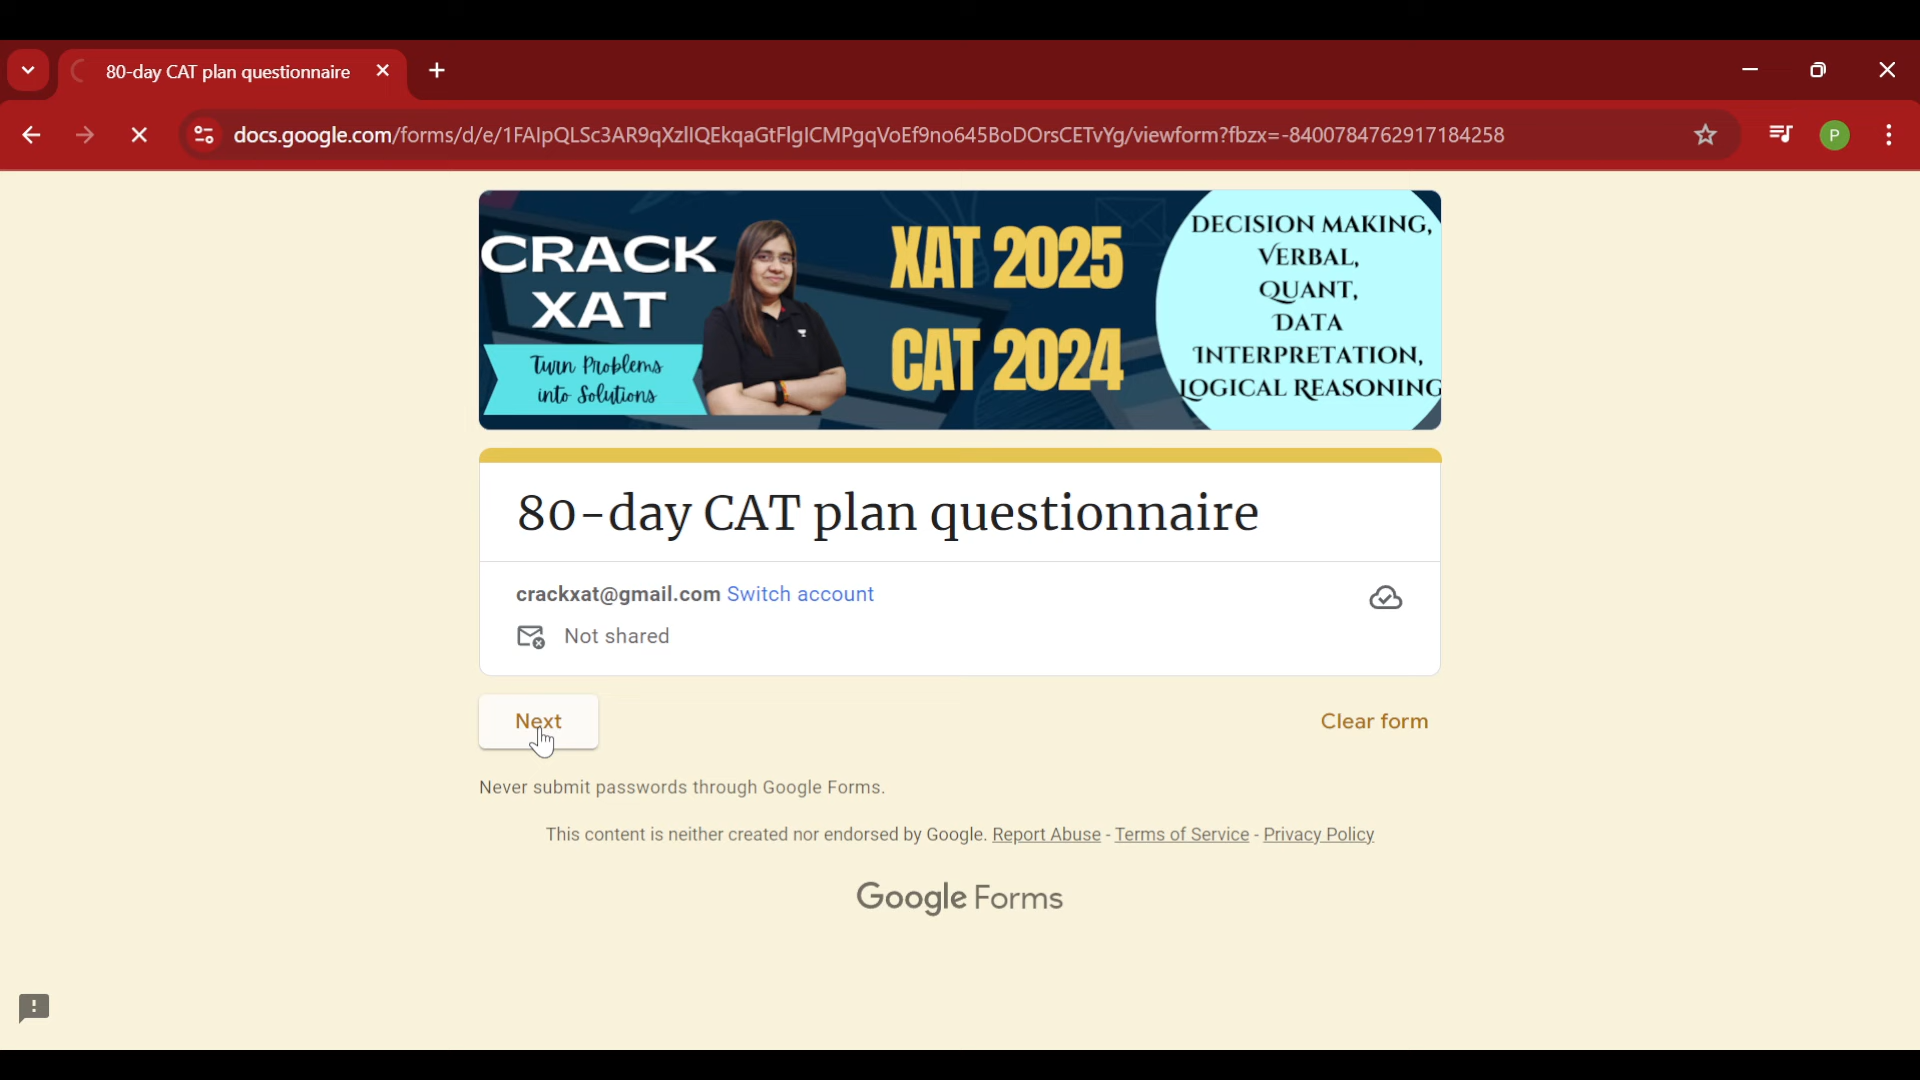 80-day CAT plan questionnaire
docs.google.com/forms/d/e/1FAIpQLSc3AR9qXzlIQEkqaGtFlgICMPgqVoEf9no645BoDOrsCETvYg/viewform?fbzx=-8400784762917184258
P
CRACK
XAT
Turn Problems
into Solutions
XAT 2025
CAT 2024
DECISION MAKING,
VERBAL,
QUANT,
DATA
INTERPRETATION,
LOGICAL REASONING
80-day CAT plan questionnaire
crackxat@gmail.com Switch account
Not shared
Next
Clear form
Never submit passwords through Google Forms.
This content is neither created nor endorsed by Google. Report Abuse - Terms of Service - Privacy Policy
Google Forms